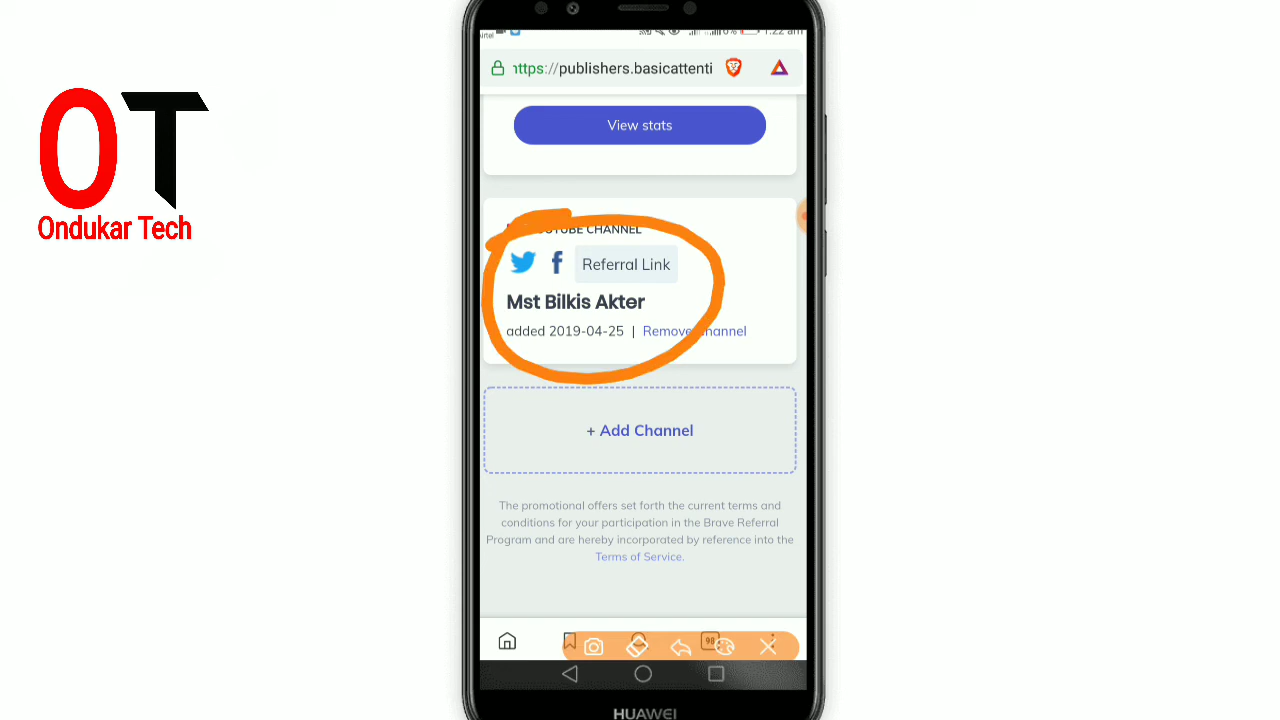 OT
Ondukar Tech
https://publishers.basicattenti
View stats
YOUTUBE CHANNEL
Referral Link
Mst Bilkis Akter
added 2019-04-25 | Remove Channel
+ Add Channel
The promotional offers set forth the current terms and
conditions for your participation in the Brave Referral
Program and are hereby incorporated by reference into the
Terms of Service.
98
HUAWEI